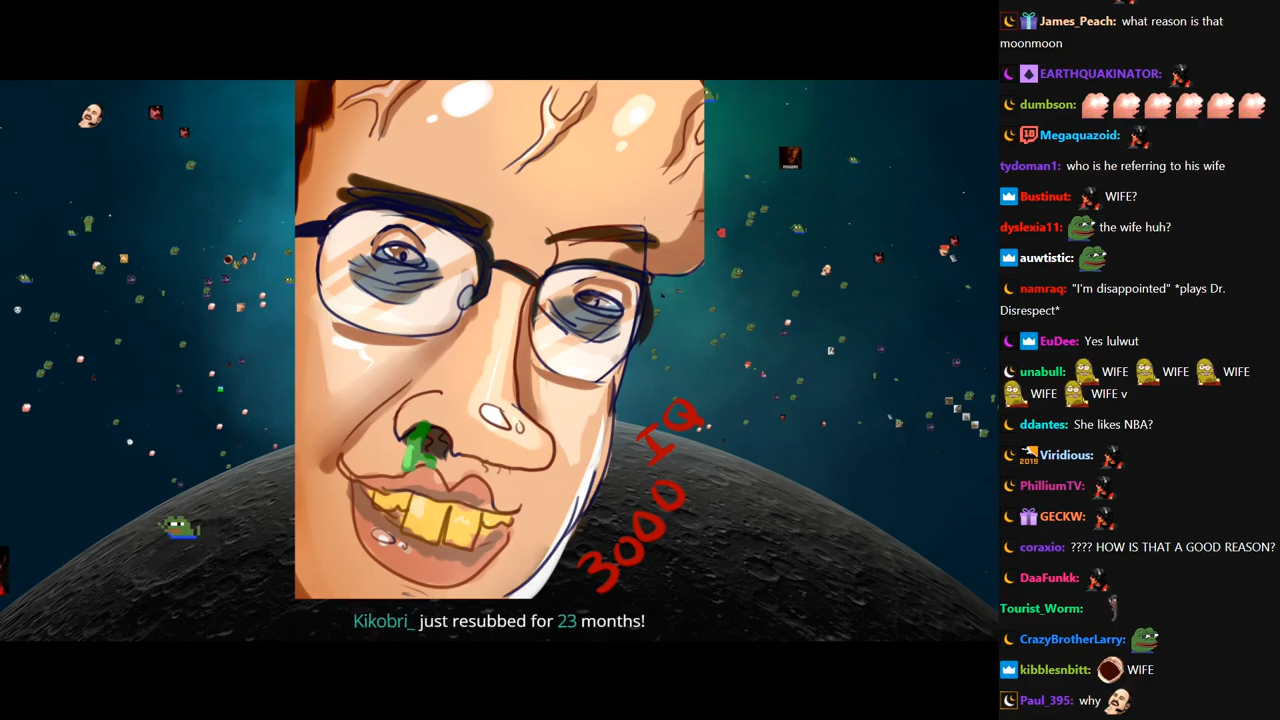 James_Peach: what reason is that
moonmoon
EARTHQUAKINATOR:
dumbson:
18 Megaquazoid:
tydoman1: who is he referring to his wife
Bustinut: WIFE?
dyslexia11: the wife huh?
auwtistic:
namraq: "I'm disappointed" *plays Dr.
Disrespect*
EuDee: Yes lulwut
unabull: WIFE WIFE WIFE
WIFE WIFE v
ddantes: She likes NBA?
2019 Viridious:
PhilliumTV:
GECKW:
coraxio: ???? HOW IS THAT A GOOD REASON?
DaaFunkk:
Tourist_Worm:
CrazyBrotherLarry:
kibblesnbitt: WIFE
Paul_395: why
3000 IQ
Kikobri_ just resubbed for 23 months!